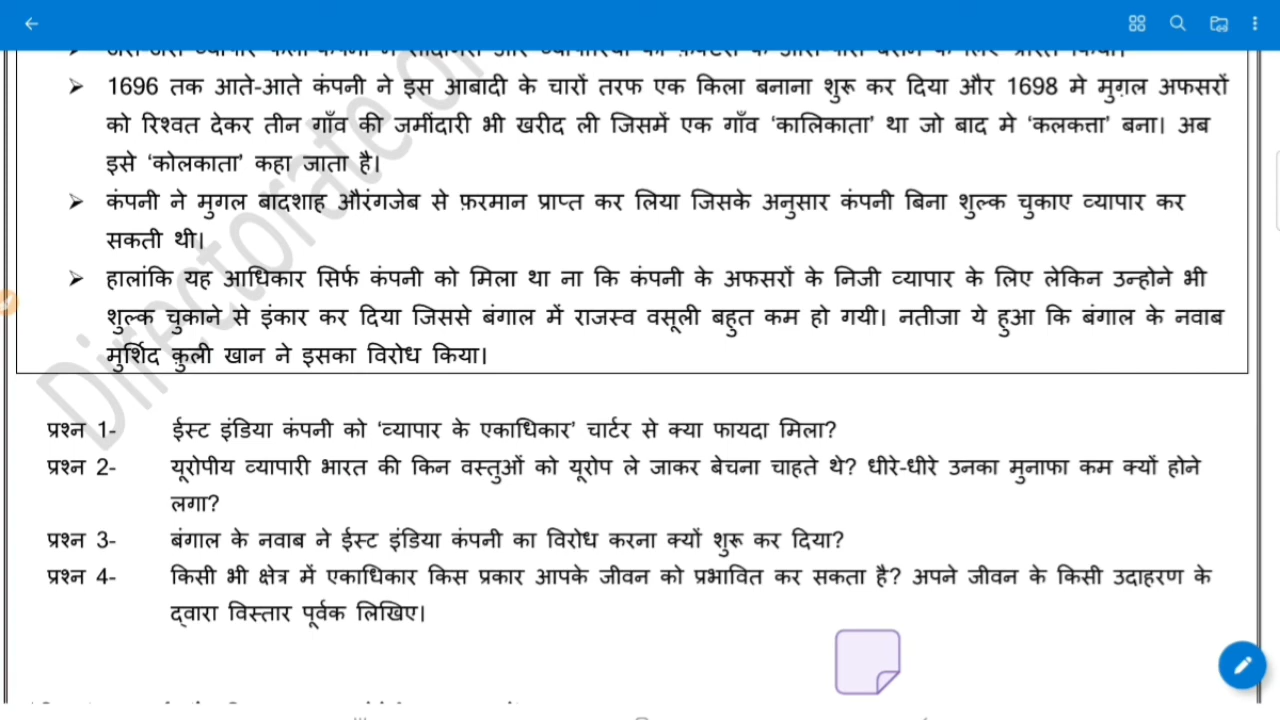 ➢ 1696 तक आते-आते कंपनी ने इस आबादी के चारों तरफ एक किला बनाना शुरू कर दिया और 1698 मे मुग़ल अफसरों
को रिश्वत देकर तीन गाँव की जमींदारी भी खरीद ली जिसमें एक गाँव 'कालिकाता' था जो बाद मे 'कलकत्ता' बना। अब
इसे 'कोलकाता' कहा जाता है।
➢ कंपनी ने मुगल बादशाह औरंगजेब से फ़रमान प्राप्त कर लिया जिसके अनुसार कंपनी बिना शुल्क चुकाए व्यापार कर
सकती थी।
➢ हालांकि यह आधिकार सिर्फ कंपनी को मिला था ना कि कंपनी के अफसरों के निजी व्यापार के लिए लेकिन उन्होने भी
शुल्क चुकाने से इंकार कर दिया जिससे बंगाल में राजस्व वसूली बहुत कम हो गयी। नतीजा ये हुआ कि बंगाल के नवाब
मुर्शिद क़ुली खान ने इसका विरोध किया।
Directorate of
प्रश्न 1- ईस्ट इंडिया कंपनी को 'व्यापार के एकाधिकार' चार्टर से क्या फायदा मिला?
प्रश्न 2- यूरोपीय व्यापारी भारत की किन वस्तुओं को यूरोप ले जाकर बेचना चाहते थे? धीरे-धीरे उनका मुनाफा कम क्यों होने
लगा?
प्रश्न 3- बंगाल के नवाब ने ईस्ट इंडिया कंपनी का विरोध करना क्यों शुरू कर दिया?
प्रश्न 4- किसी भी क्षेत्र में एकाधिकार किस प्रकार आपके जीवन को प्रभावित कर सकता है? अपने जीवन के किसी उदाहरण के
द्वारा विस्तार पूर्वक लिखिए।